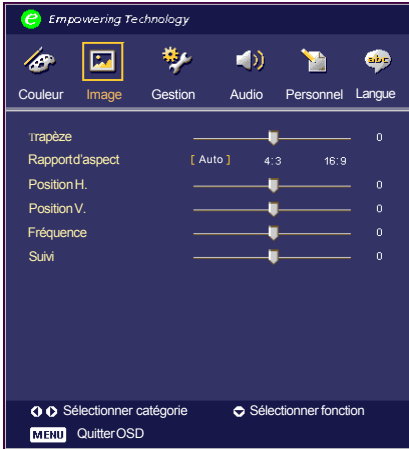 e Empowering Technology
Couleur Image Gestion Audio Personnel Langue
abc
Trapèze 0
Rapport d'aspect [ Auto ] 4:3 16:9
Position H. 0
Position V. 0
Fréquence 0
Suivi 0
Sélectionner catégorie Sélectionner fonction
MENU Quitter OSD